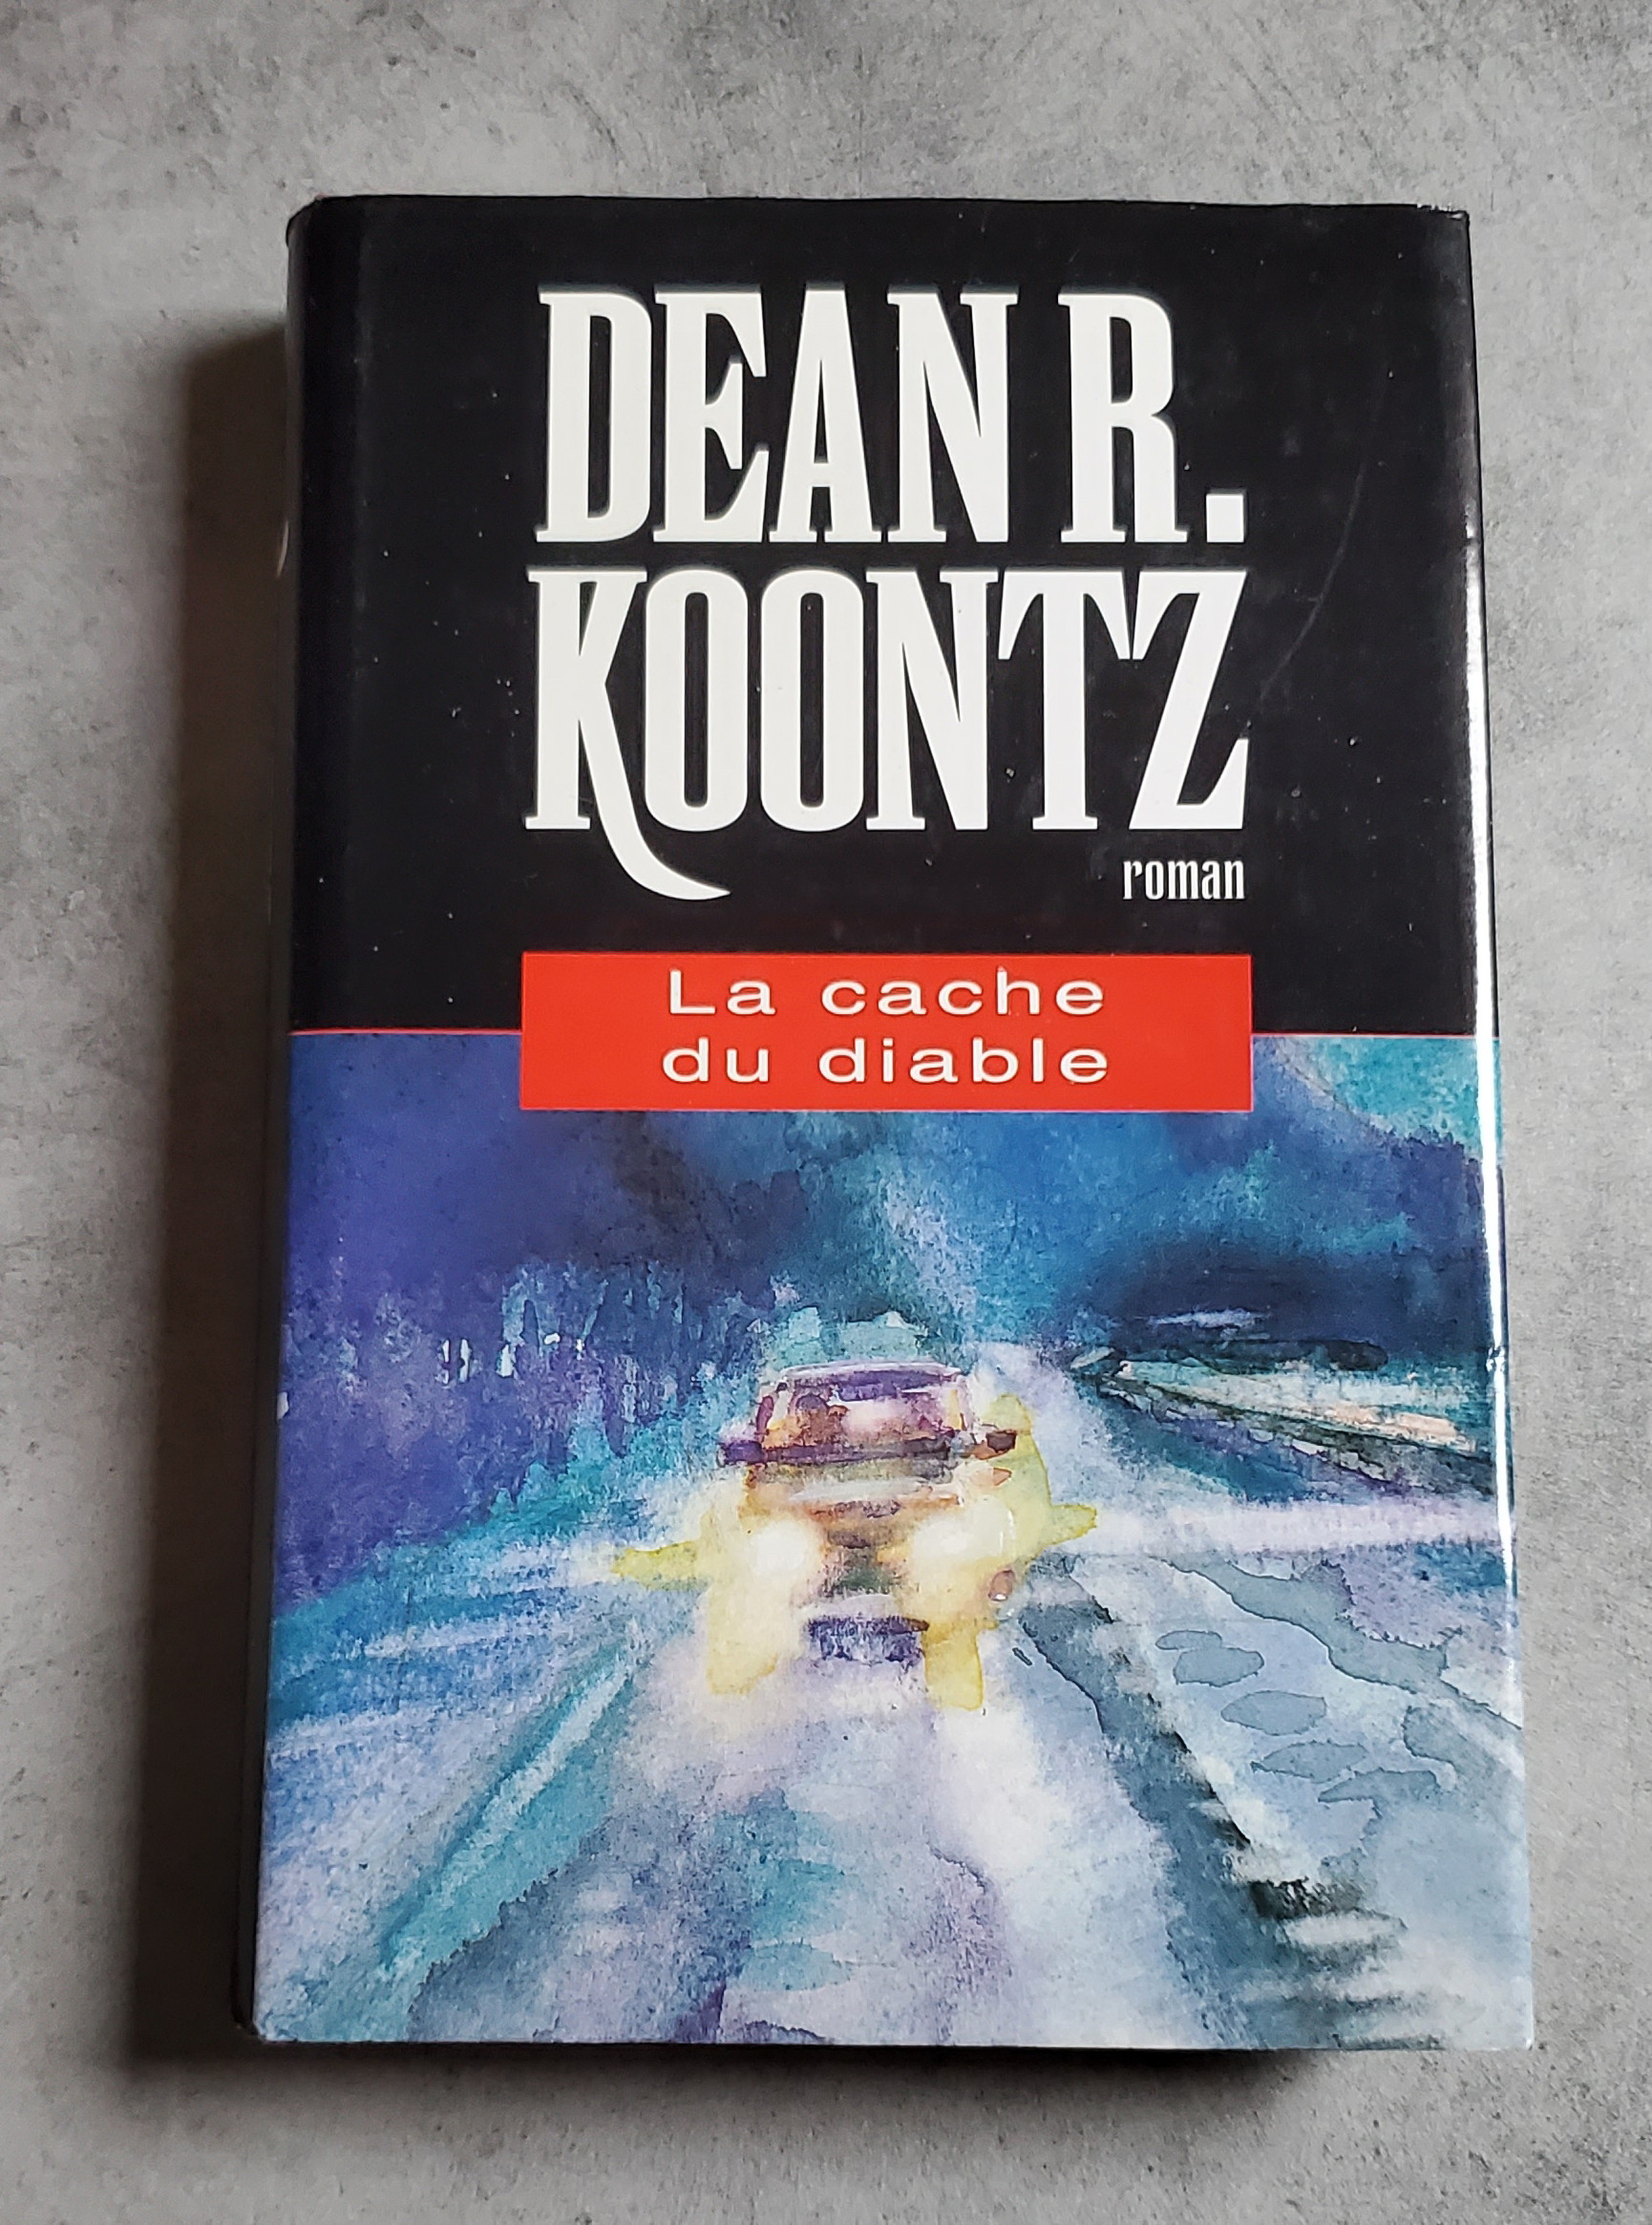 DEAN R.
KOONTZ
roman
La cache
du diable